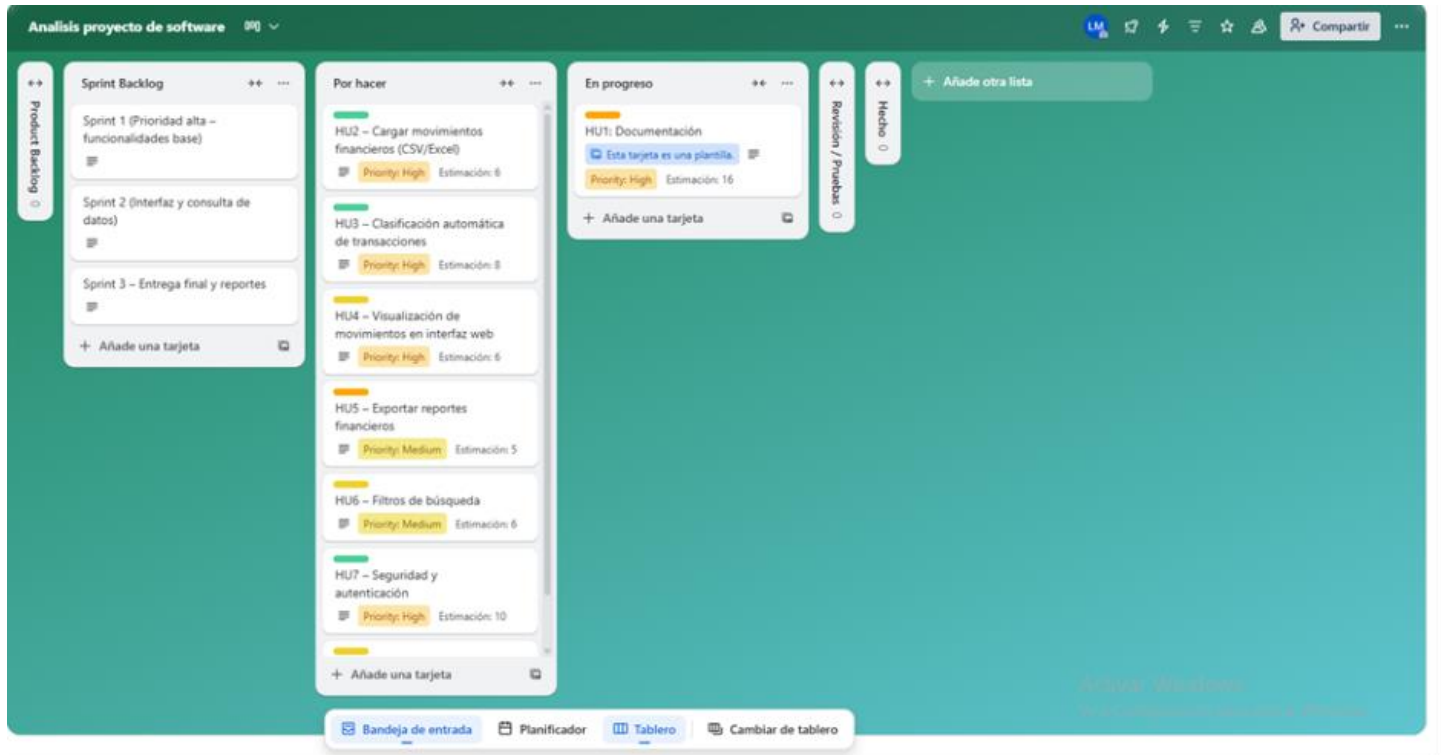 Analisis proyecto de software
LM
Compartir
Product Backlog 0
Sprint Backlog
Sprint 1 (Prioridad alta –
funcionalidades base)
Sprint 2 (Interfaz y consulta de
datos)
Sprint 3 – Entrega final y reportes
+ Añade una tarjeta
Por hacer
HU2 – Cargar movimientos
financieros (CSV/Excel)
Priority: High Estimación: 6
HU3 – Clasificación automática
de transacciones
Priority: High Estimación: 8
HU4 – Visualización de
movimientos en interfaz web
Priority: High Estimación: 6
HU5 – Exportar reportes
financieros
Priority: Medium Estimación: 5
HU6 – Filtros de búsqueda
Priority: Medium Estimación: 6
HU7 – Seguridad y
autenticación
Priority: High Estimación: 10
+ Añade una tarjeta
En progreso
HU1: Documentación
Esta tarjeta es una plantilla.
Priority: High Estimación: 16
+ Añade una tarjeta
Revisión / Pruebas 0
Hecho 0
+ Añade otra lista
Bandeja de entrada
Planificador
Tablero
Cambiar de tablero
Activar Windows